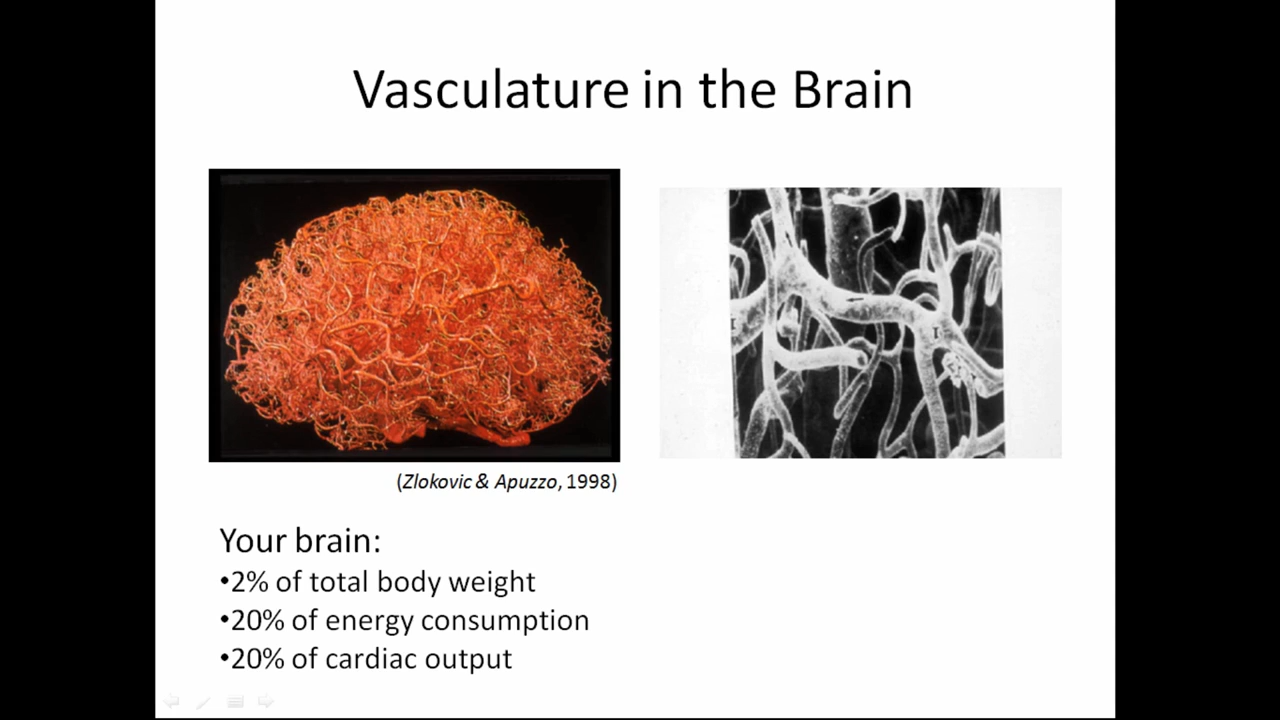 Vasculature in the Brain
I
I
(Zlokovic & Apuzzo, 1998)
Your brain:
•2% of total body weight
•20% of energy consumption
•20% of cardiac output